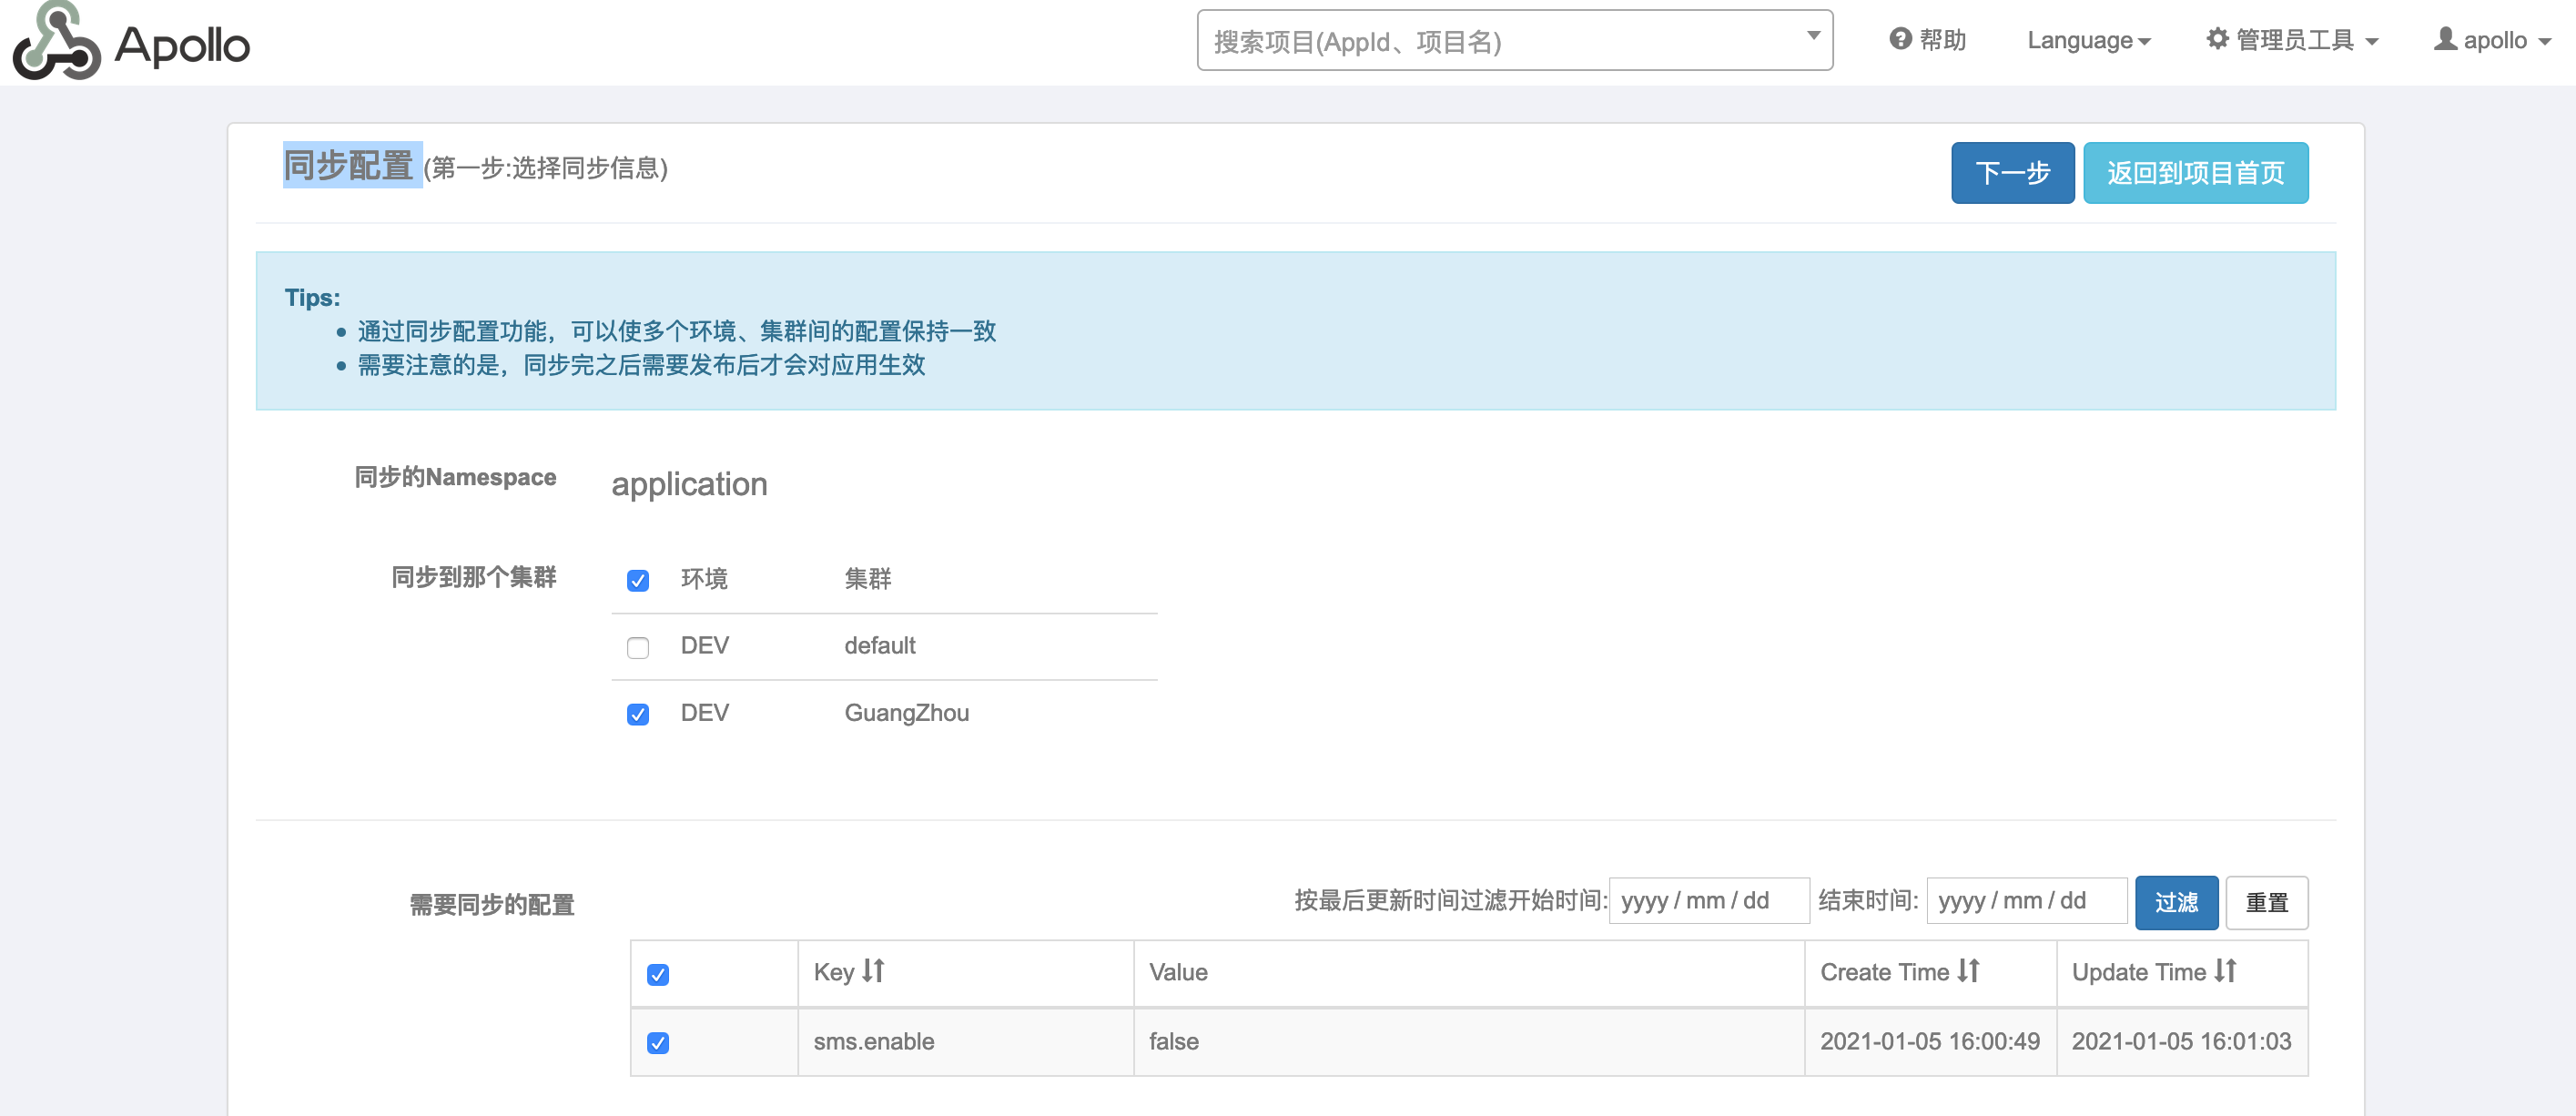 Apollo
搜索项目(AppId、项目名)
帮助
Language
管理员工具
apollo
同步配置 (第一步:选择同步信息)
下一步
返回到项目首页
Tips:
通过同步配置功能，可以使多个环境、集群间的配置保持一致
需要注意的是，同步完之后需要发布后才会对应用生效
同步的Namespace
application
同步到那个集群
环境 集群
DEV default
DEV GuangZhou
需要同步的配置
按最后更新时间过滤开始时间: yyyy / mm / dd 结束时间: yyyy / mm / dd 过滤 重置
Key Value Create Time Update Time
sms.enable false 2021-01-05 16:00:49 2021-01-05 16:01:03